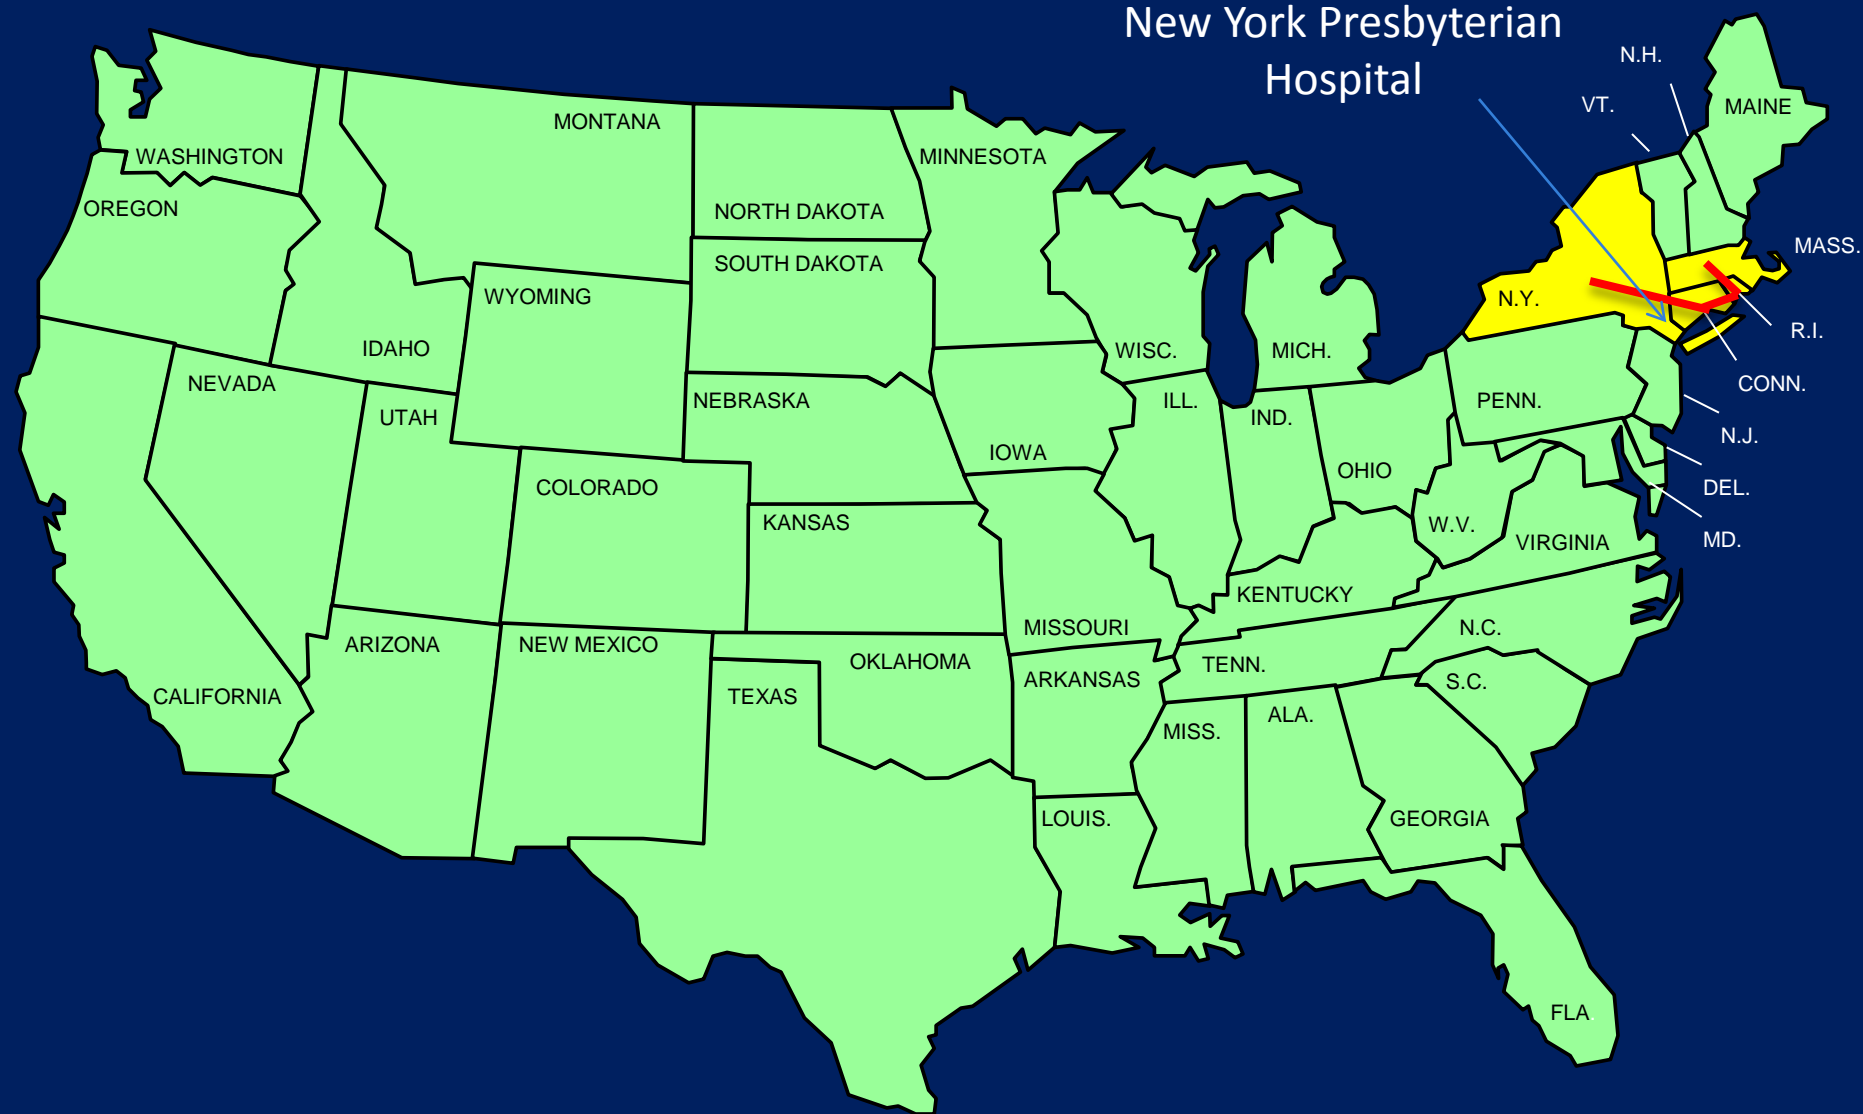 New York Presbyterian
Hospital
N.H.
VT.
MAINE
MONTANA
WASHINGTON
MINNESOTA
OREGON
NORTH DAKOTA
MASS.
SOUTH DAKOTA
WYOMING
N.Y.
R.I.
IDAHO
WISC.
MICH.
CONN.
NEVADA
UTAH
NEBRASKA
ILL.
IND.
PENN.
N.J.
IOWA
OHIO
COLORADO
DEL.
KANSAS
W.V.
VIRGINIA
MD.
KENTUCKY
MISSOURI
N.C.
ARIZONA
NEW MEXICO
OKLAHOMA
TENN.
ARKANSAS
S.C.
CALIFORNIA
TEXAS
MISS.
ALA.
LOUIS.
GEORGIA
FLA